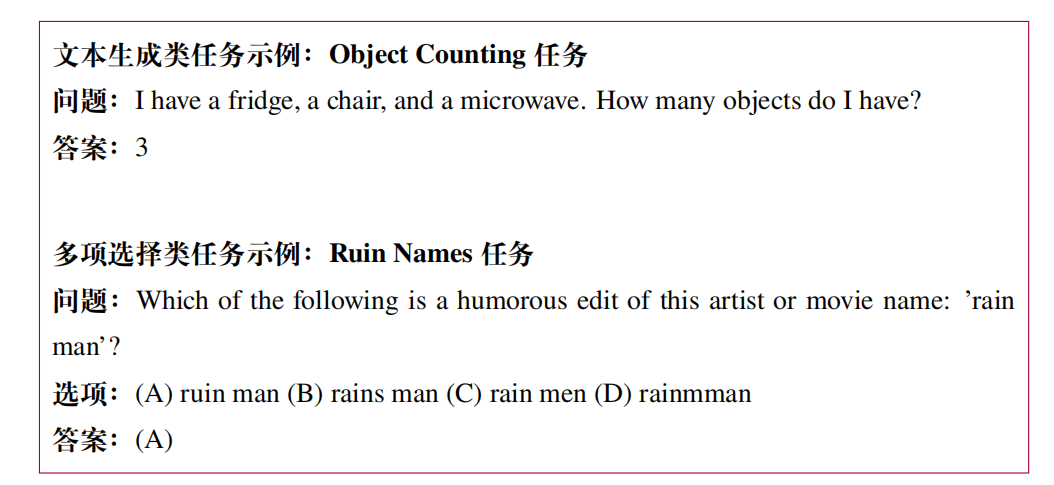 文本生成类任务示例：Object Counting 任务
问题：I have a fridge, a chair, and a microwave. How many objects do I have?
答案：3
多项选择类任务示例：Ruin Names 任务
问题：Which of the following is a humorous edit of this artist or movie name: ’rain
man’?
选项：(A) ruin man (B) rains man (C) rain men (D) rainmman
答案：(A)